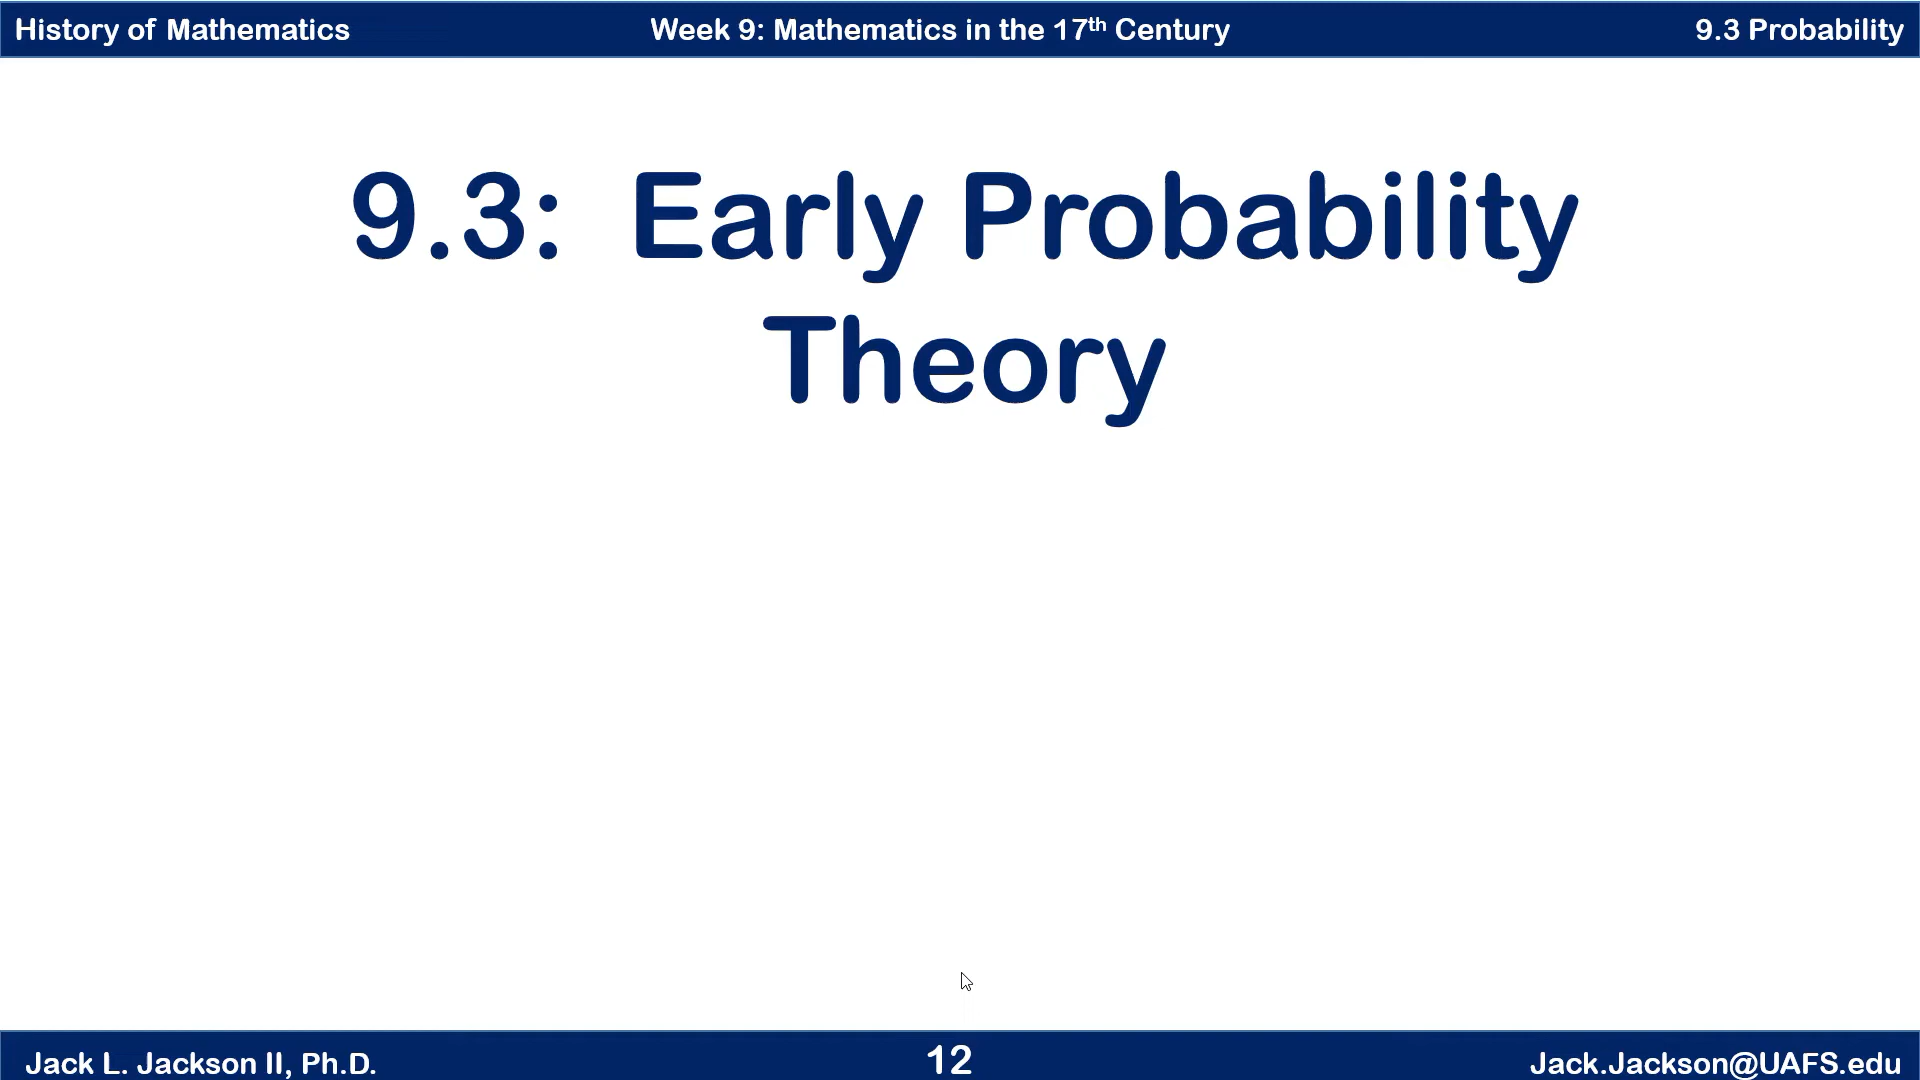 History of Mathematics
Week 9: Mathematics in the 17th Century
9.3 Probability
9.3: Early Probability
Theory
Jack L. Jackson II, Ph.D.
12
Jack.Jackson@UAFS.edu